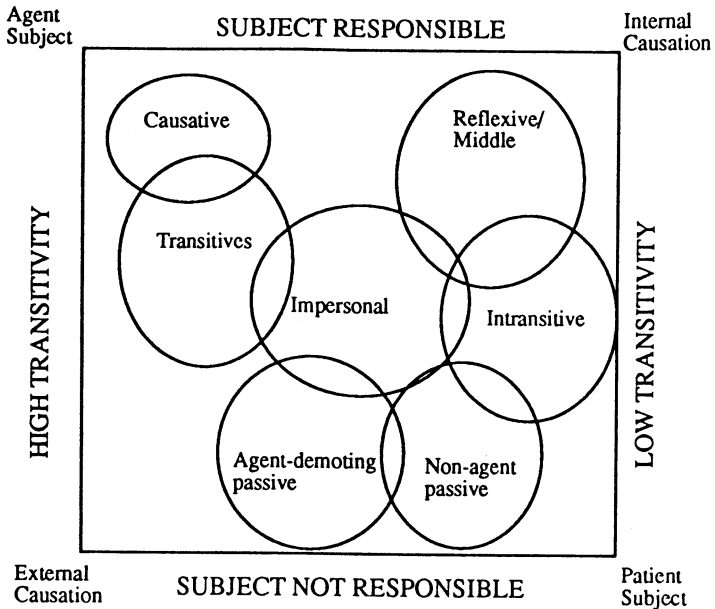 Agent
Subject
SUBJECT RESPONSIBLE
Internal
Causation
Causative
Reflexive/
Middle
HIGH TRANSITIVITY
Transitives
LOW TRANSITIVITY
Impersonal
Intransitive
Agent-demoting
passive
Non-agent
passive
External
Causation
SUBJECT NOT RESPONSIBLE
Patient
Subject